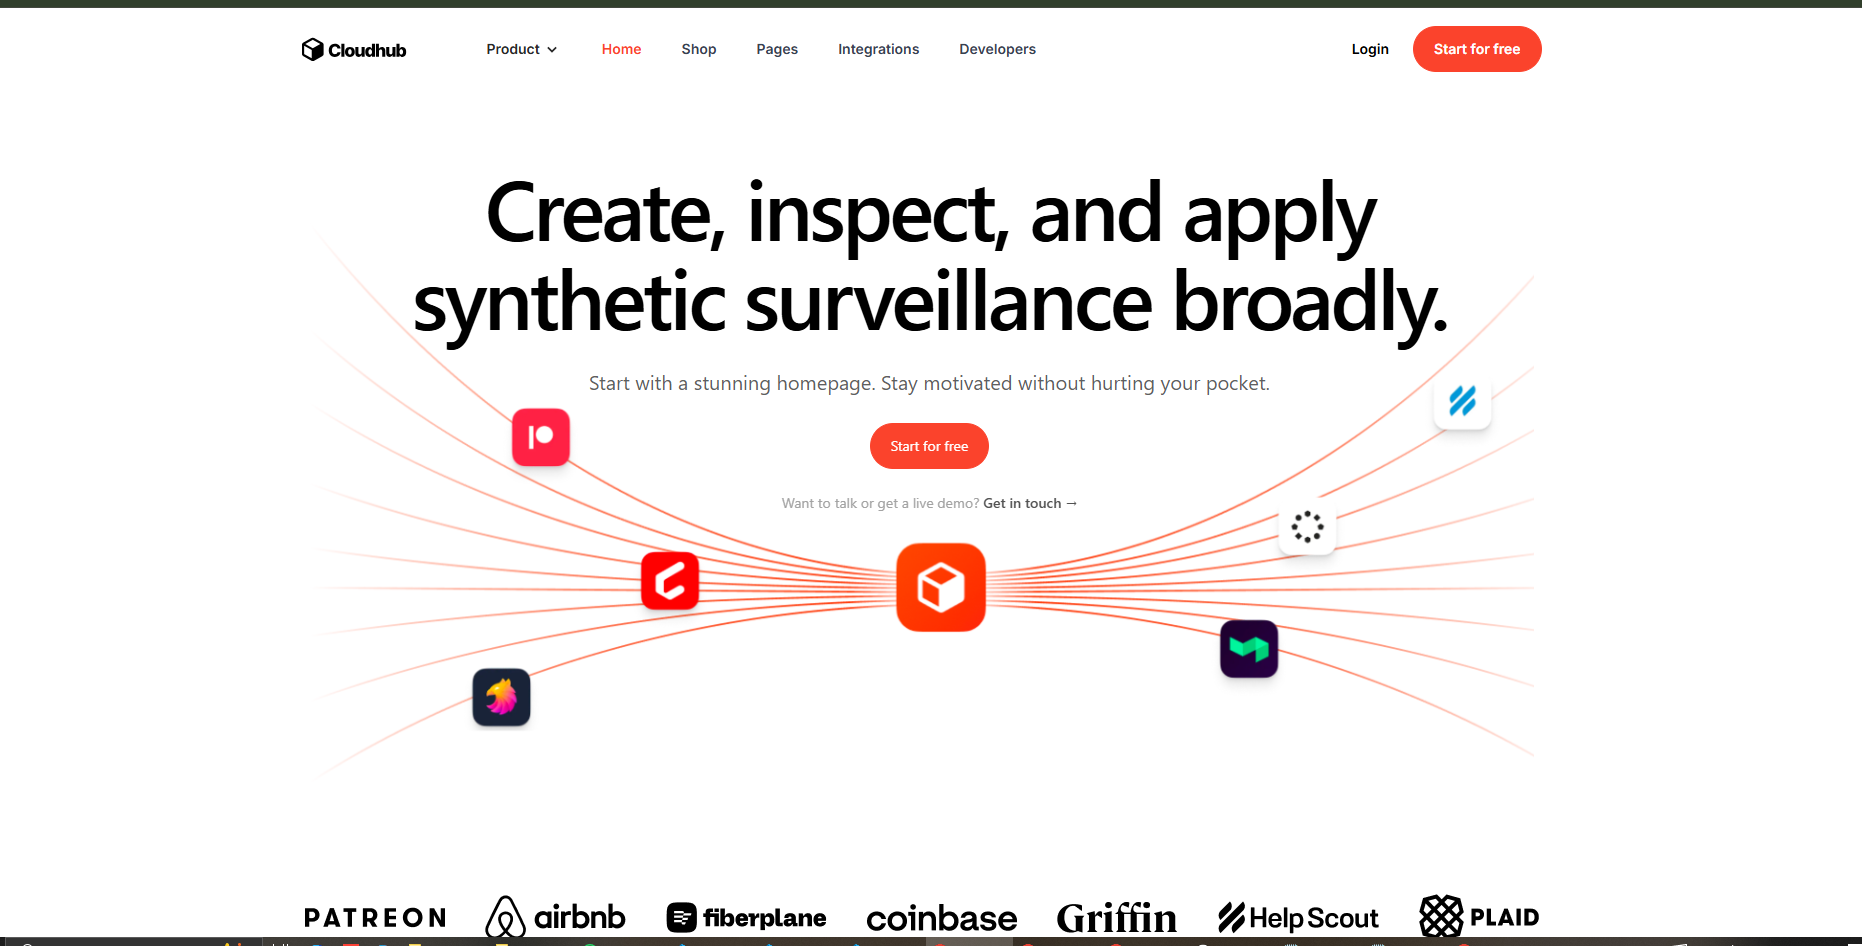 Cloudhub
Product
Home
Shop
Pages
Integrations
Developers
Login
Start for free
Create, inspect, and apply
synthetic surveillance broadly.
Start with a stunning homepage. Stay motivated without hurting your pocket.
Start for free
Want to talk or get a live demo? Get in touch →
PATREON
airbnb
fiberplane
coinbase
Griffin
Help Scout
PLAID